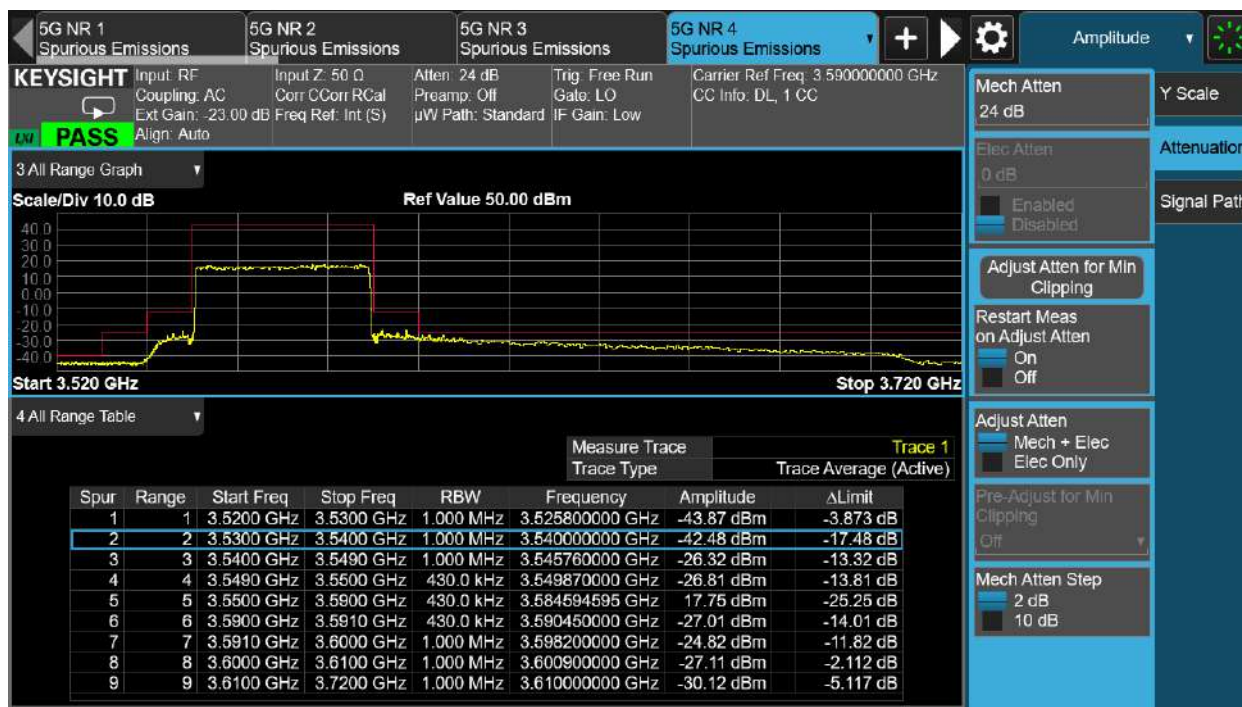 5G NR 1 5G NR 2 5G NR 3 5G NR 4
Spurious Emissions Spurious Emissions Spurious Emissions Spurious Emissions + Amplitude
KEYSIGHT Input: RF Input Z: 50 Ω Atten: 24 dB Trig: Free Run Carrier Ref Freq: 3.590000000 GHz
Coupling: AC Corr CCorr RCal Preamp: Off Gate: LO CC Info: DL, 1 CC
Ext Gain: -23.00 dB Freq Ref: Int (S) µW Path: Standard IF Gain: Low
LXI PASS Align: Auto
3 All Range Graph
Scale/Div 10.0 dB Ref Value 50.00 dBm
40.0
30.0
20.0
10.0
0.00
-10.0
-20.0
-30.0
-40.0
Start 3.520 GHz Stop 3.720 GHz
4 All Range Table
Measure Trace Trace 1
Trace Type Trace Average (Active)
Spur Range Start Freq Stop Freq RBW Frequency Amplitude ΔLimit
1 1 3.5200 GHz 3.5300 GHz 1.000 MHz 3.525800000 GHz -43.87 dBm -3.873 dB
2 2 3.5300 GHz 3.5400 GHz 1.000 MHz 3.540000000 GHz -42.48 dBm -17.48 dB
3 3 3.5400 GHz 3.5490 GHz 1.000 MHz 3.545760000 GHz -26.32 dBm -13.32 dB
4 4 3.5490 GHz 3.5500 GHz 430.0 kHz 3.549870000 GHz -26.81 dBm -13.81 dB
5 5 3.5500 GHz 3.5900 GHz 430.0 kHz 3.584594595 GHz 17.75 dBm -25.25 dB
6 6 3.5900 GHz 3.5910 GHz 430.0 kHz 3.590450000 GHz -27.01 dBm -14.01 dB
7 7 3.5910 GHz 3.6000 GHz 1.000 MHz 3.598200000 GHz -24.82 dBm -11.82 dB
8 8 3.6000 GHz 3.6100 GHz 1.000 MHz 3.600900000 GHz -27.11 dBm -2.112 dB
9 9 3.6100 GHz 3.7200 GHz 1.000 MHz 3.610000000 GHz -30.12 dBm -5.117 dB
Mech Atten
24 dB
Elec Atten
0 dB
Enabled
Disabled
Adjust Atten for Min
Clipping
Restart Meas
on Adjust Atten
On
Off
Adjust Atten
Mech + Elec
Elec Only
Pre-Adjust for Min
Clipping
Off
Mech Atten Step
2 dB
10 dB
Y Scale
Attenuation
Signal Path